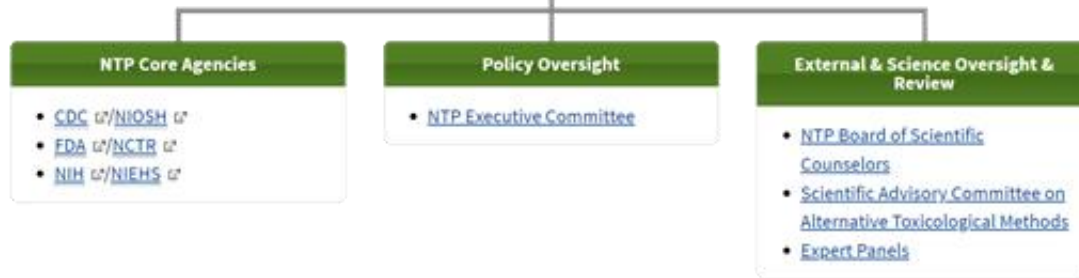 NTP Core Agencies
CDC /NIOSH
FDA /NCTR
NIH /NIEHS
Policy Oversight
NTP Executive Committee
External & Science Oversight &
Review
NTP Board of Scientific
Counselors
Scientific Advisory Committee on
Alternative Toxicological Methods
Expert Panels